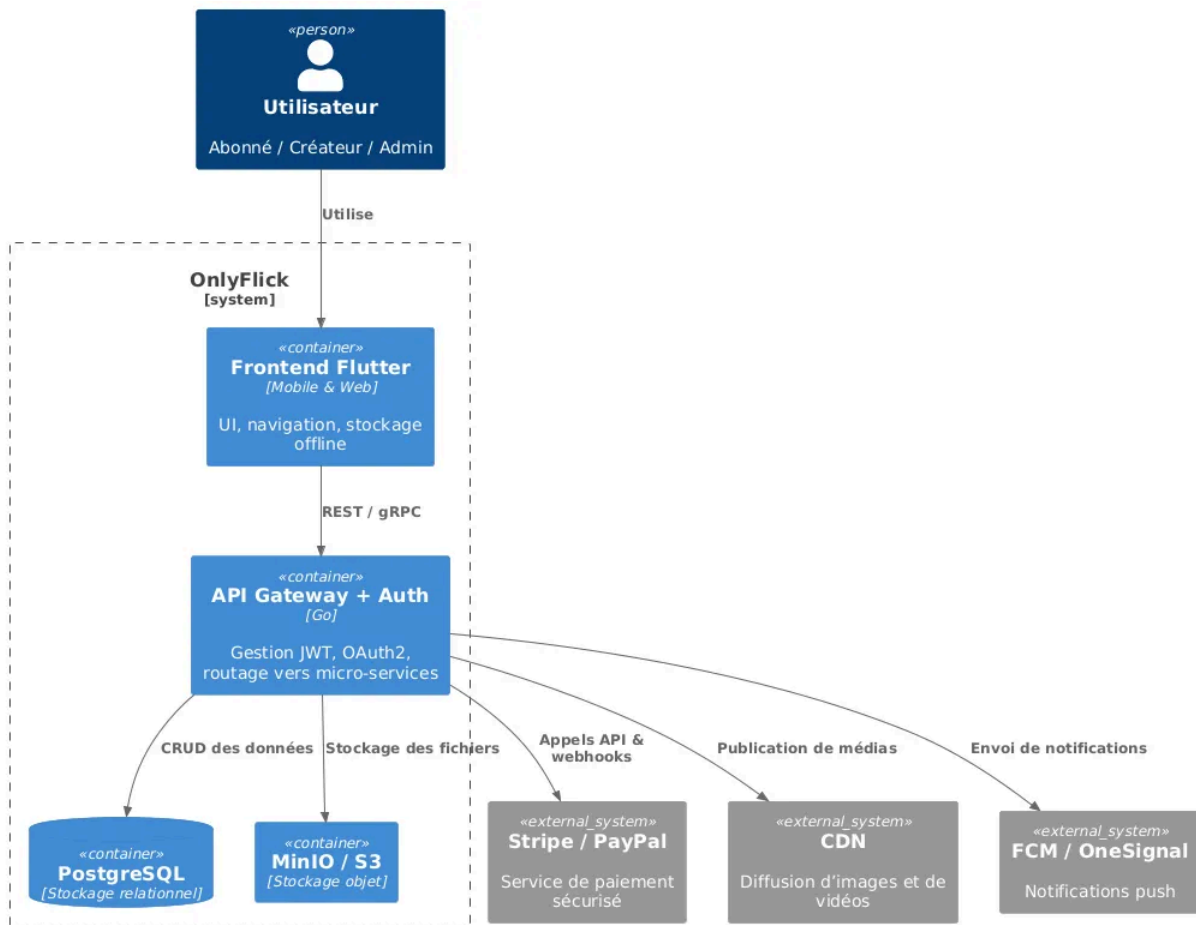 «person»
Utilisateur
Abonné / Créateur / Admin
Utilise
OnlyFlick
[system]
«container»
Frontend Flutter
[Mobile & Web]
UI, navigation, stockage
offline
REST / gRPC
«container»
API Gateway + Auth
[Go]
Gestion JWT, OAuth2,
routage vers micro-services
CRUD des données
Stockage des fichiers
Appels API &
webhooks
Publication de médias
Envoi de notifications
«container»
PostgreSQL
[Stockage relationnel]
«container»
MinIO / S3
[Stockage objet]
«external_system»
Stripe / PayPal
Service de paiement
sécurisé
«external_system»
CDN
Diffusion d’images et de
vidéos
«external_system»
FCM / OneSignal
Notifications push